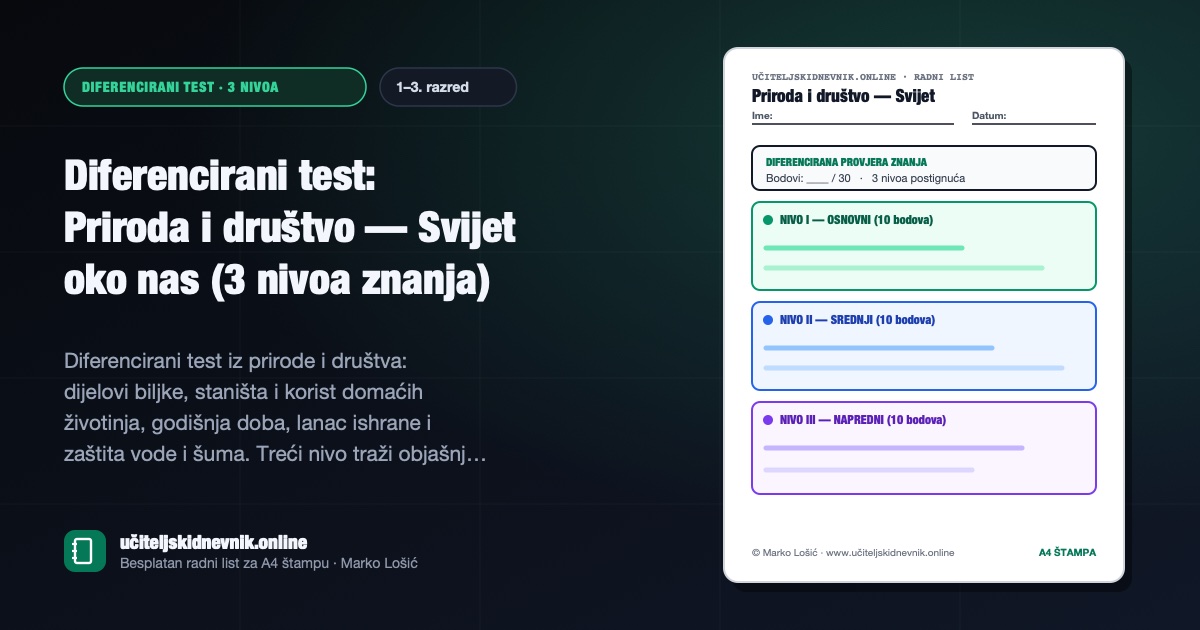 DIFERENCIRANI TEST · 3 NIVOA
1–3. razred
Diferencirani test:
Priroda i društvo — Svijet
oko nas (3 nivoa znanja)
Diferencirani test iz prirode i društva:
dijelovi biljke, staništa i korist domaćih
životinja, godišnja doba, lanac ishrane i
zaštita vode i šuma. Treći nivo traži objašnj…
učiteljskidnevnik.online
Besplatan radni list za A4 štampu · Marko Lošić
UČITELJSKIDNEVNIK.ONLINE · RADNI LIST
Priroda i društvo — Svijet
Ime:
Datum:
DIFERENCIRANA PROVJERA ZNANJA
Bodovi: ____ / 30 · 3 nivoa postignuća
NIVO I — OSNOVNI (10 bodova)
NIVO II — SREDNJI (10 bodova)
NIVO III — NAPREDNI (10 bodova)
© Marko Lošić · www.uciteljskidnevnik.online
A4 ŠTAMPA